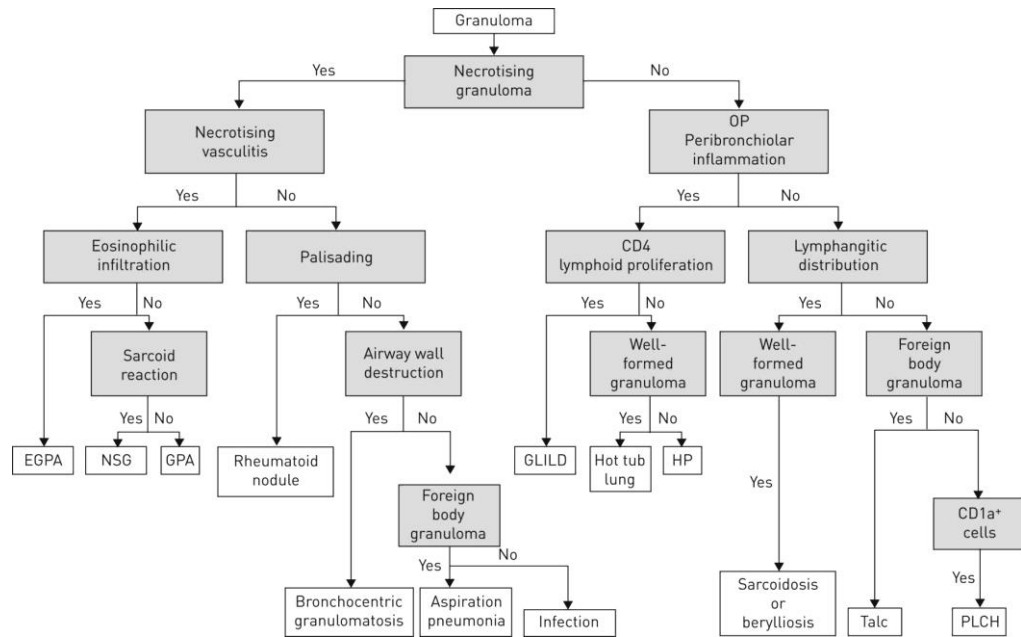 Granuloma
Yes
Necrotising
granuloma
No
Necrotising
vasculitis
OP
Peribronchiolar
inflammation
Yes
No
Yes
No
Eosinophilic
infiltration
Palisading
CD4
lymphoid proliferation
Lymphangitic
distribution
Yes
No
Yes
No
Yes
No
Yes
No
Sarcoid
reaction
Airway wall
destruction
Well-
formed
granuloma
Well-
formed
granuloma
Foreign
body
granuloma
Yes
No
Yes
No
Yes
No
Yes
No
EGPA
NSG
GPA
Rheumatoid
nodule
GLILD
Hot tub
lung
HP
Yes
Foreign
body
granuloma
CD1a⁺
cells
Yes
No
Yes
Bronchocentric
granulomatosis
Aspiration
pneumonia
Infection
Sarcoidosis
or
berylliosis
Talc
PLCH